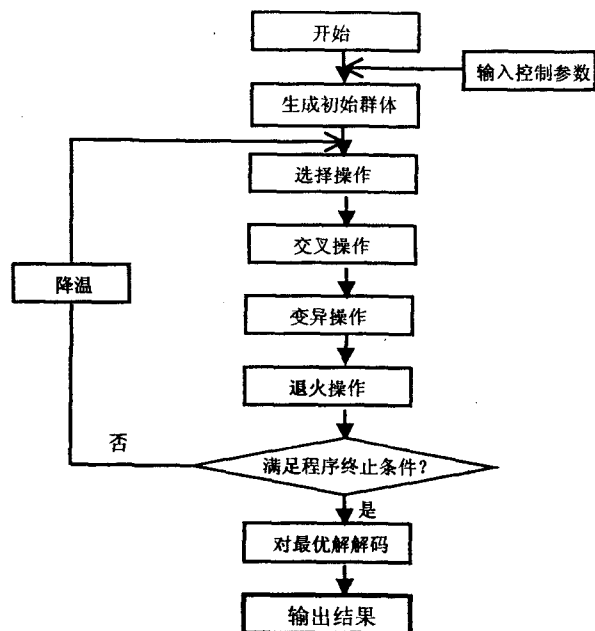 开始
输入控制参数
生成初始群体
选择操作
交叉操作
降温
变异操作
退火操作
否
满足程序终止条件？
是
对最优解解码
输出结果